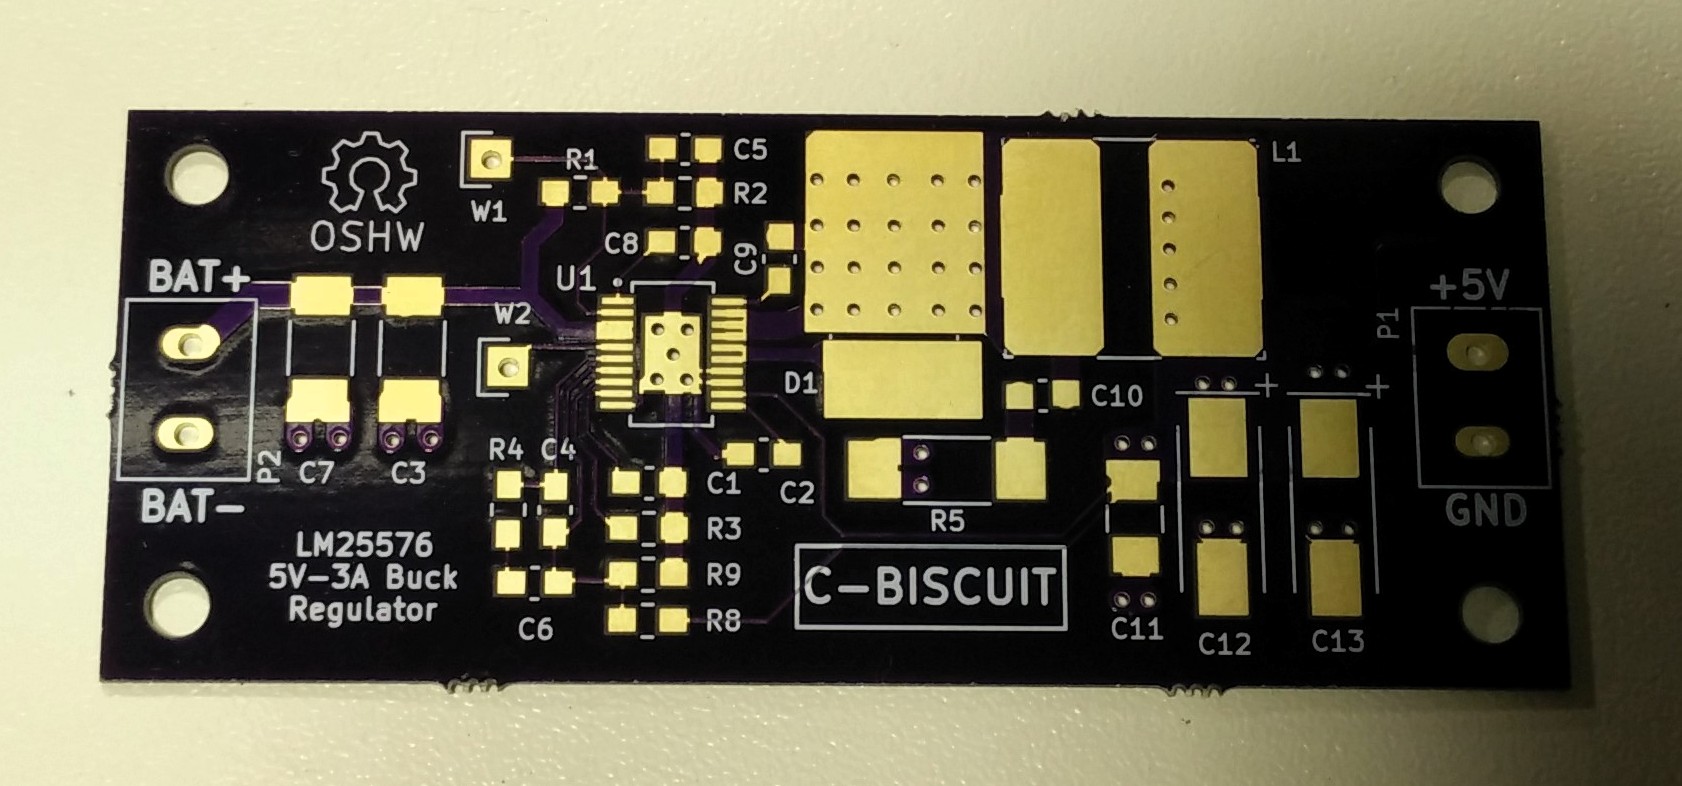 C5
R1
R2
L1
W1
OSHW
C8
C9
BAT+
U1
+5V
W2
P1
D1
C10
+
+
R4
C4
P2
C7
C3
C1
C2
BAT-
R3
R5
GND
LM25576
5V-3A Buck
Regulator
R9
C-BISCUIT
C6
R8
C11
C12
C13